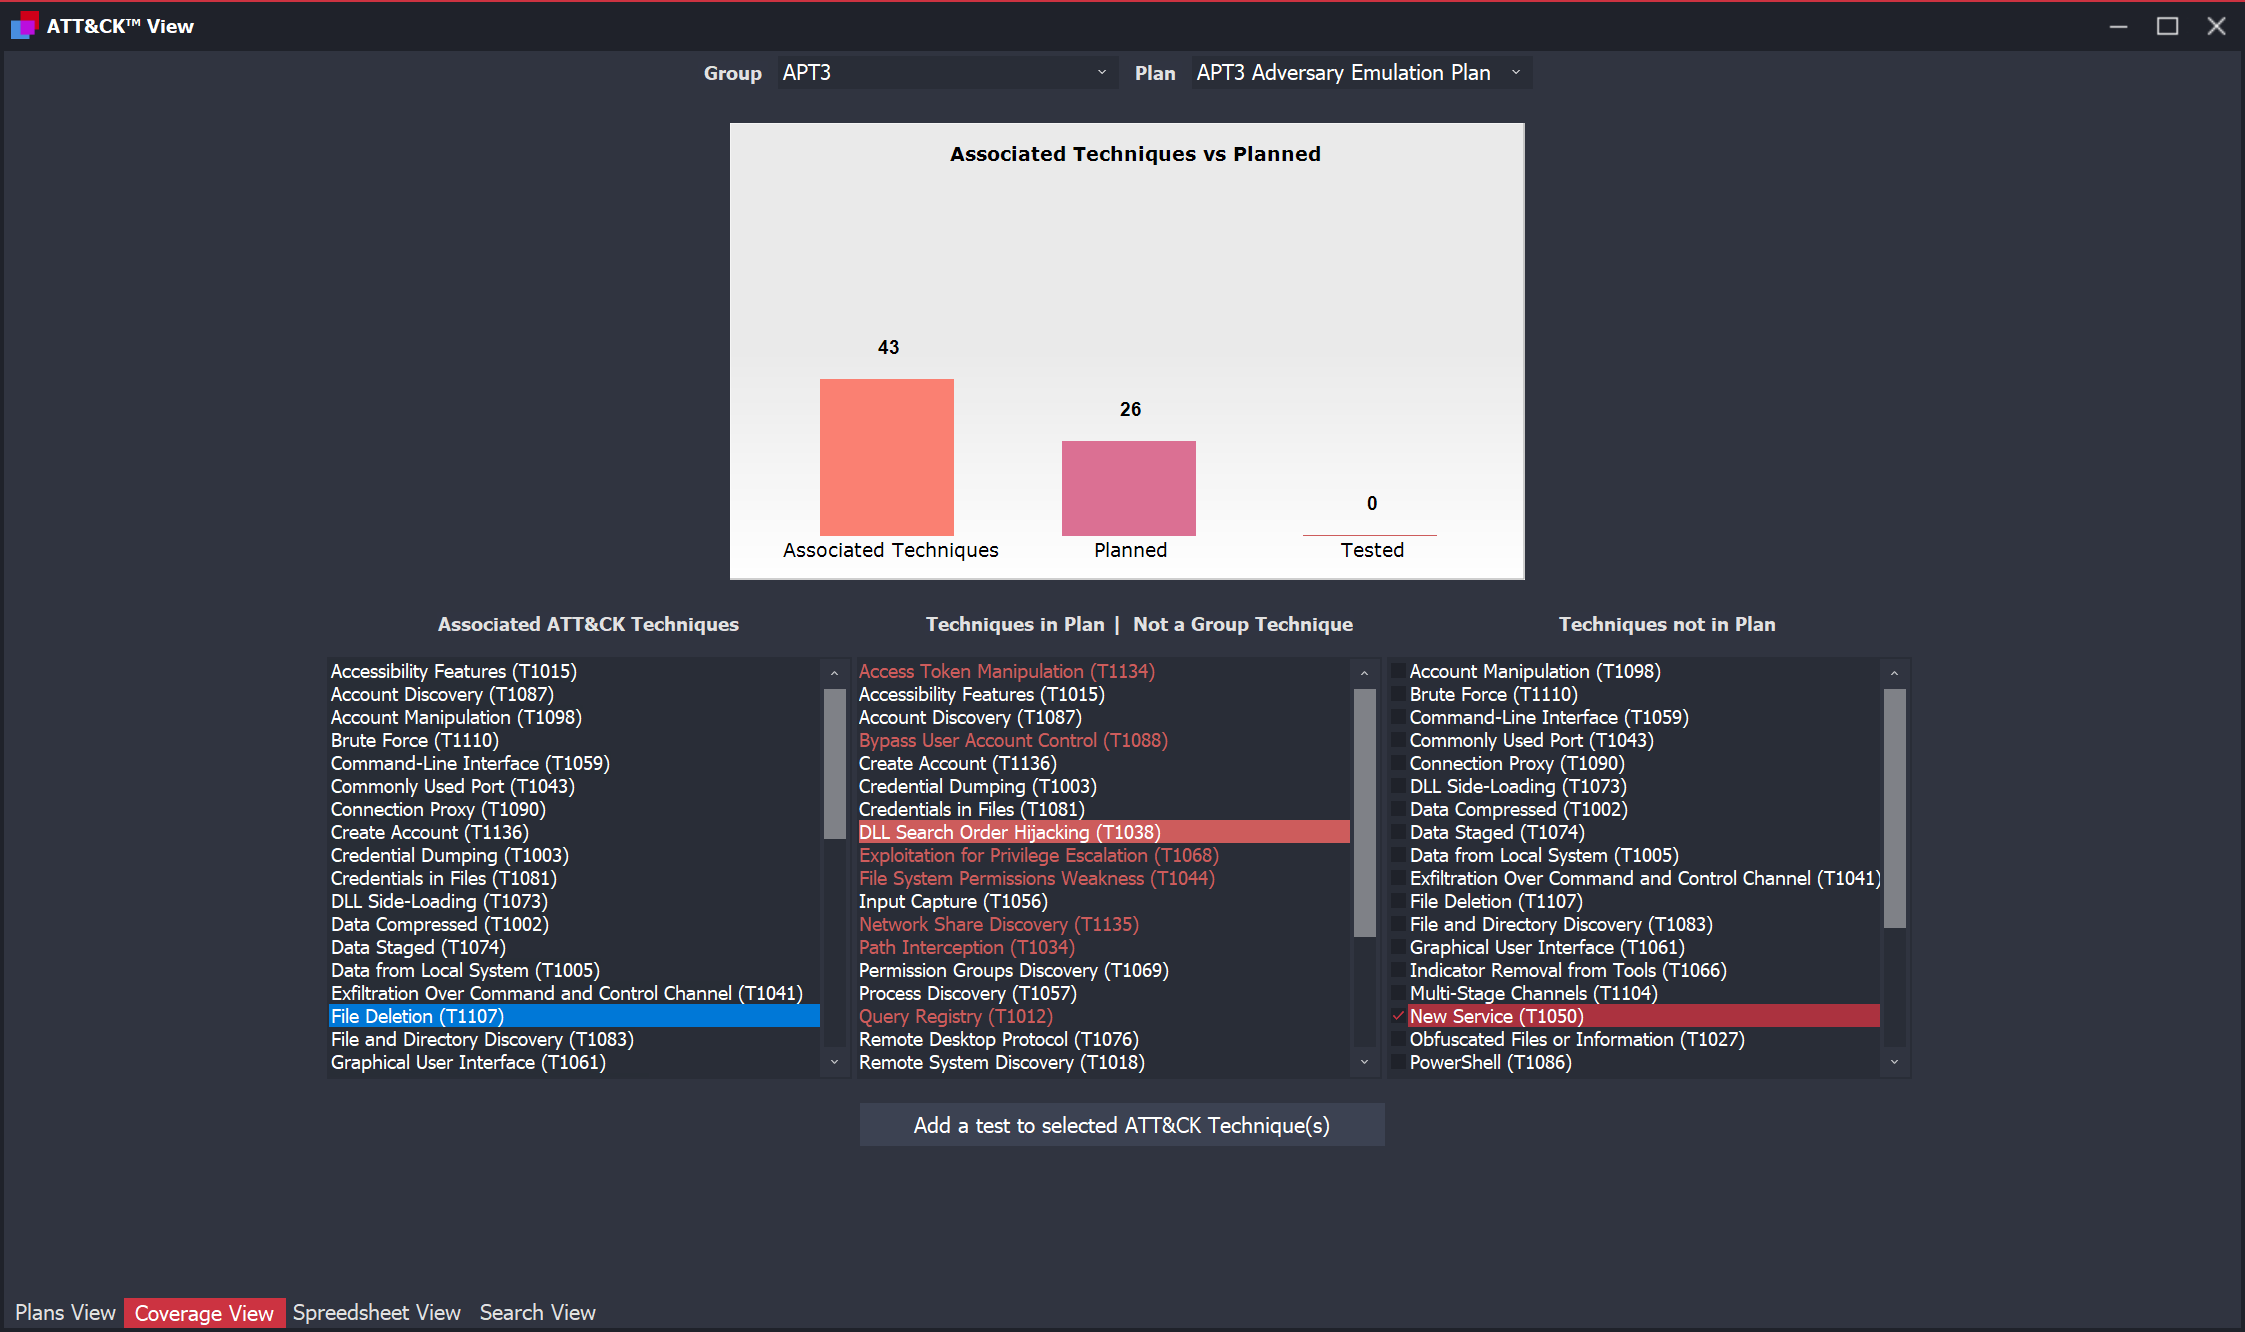 ATT&CK™ View
Group APT3 Plan APT3 Adversary Emulation Plan
Associated Techniques vs Planned
43
26
0
Associated Techniques Planned Tested
Associated ATT&CK Techniques
Accessibility Features (T1015)
Account Discovery (T1087)
Account Manipulation (T1098)
Brute Force (T1110)
Command-Line Interface (T1059)
Commonly Used Port (T1043)
Connection Proxy (T1090)
Create Account (T1136)
Credential Dumping (T1003)
Credentials in Files (T1081)
DLL Side-Loading (T1073)
Data Compressed (T1002)
Data Staged (T1074)
Data from Local System (T1005)
Exfiltration Over Command and Control Channel (T1041)
File Deletion (T1107)
File and Directory Discovery (T1083)
Graphical User Interface (T1061)
Techniques in Plan | Not a Group Technique
Access Token Manipulation (T1134)
Accessibility Features (T1015)
Account Discovery (T1087)
Bypass User Account Control (T1088)
Create Account (T1136)
Credential Dumping (T1003)
Credentials in Files (T1081)
DLL Search Order Hijacking (T1038)
Exploitation for Privilege Escalation (T1068)
File System Permissions Weakness (T1044)
Input Capture (T1056)
Network Share Discovery (T1135)
Path Interception (T1034)
Permission Groups Discovery (T1069)
Process Discovery (T1057)
Query Registry (T1012)
Remote Desktop Protocol (T1076)
Remote System Discovery (T1018)
Techniques not in Plan
Account Manipulation (T1098)
Brute Force (T1110)
Command-Line Interface (T1059)
Commonly Used Port (T1043)
Connection Proxy (T1090)
DLL Side-Loading (T1073)
Data Compressed (T1002)
Data Staged (T1074)
Data from Local System (T1005)
Exfiltration Over Command and Control Channel (T1041)
File Deletion (T1107)
File and Directory Discovery (T1083)
Graphical User Interface (T1061)
Indicator Removal from Tools (T1066)
Multi-Stage Channels (T1104)
New Service (T1050)
Obfuscated Files or Information (T1027)
PowerShell (T1086)
Add a test to selected ATT&CK Technique(s)
Plans View Coverage View Spreedsheet View Search View